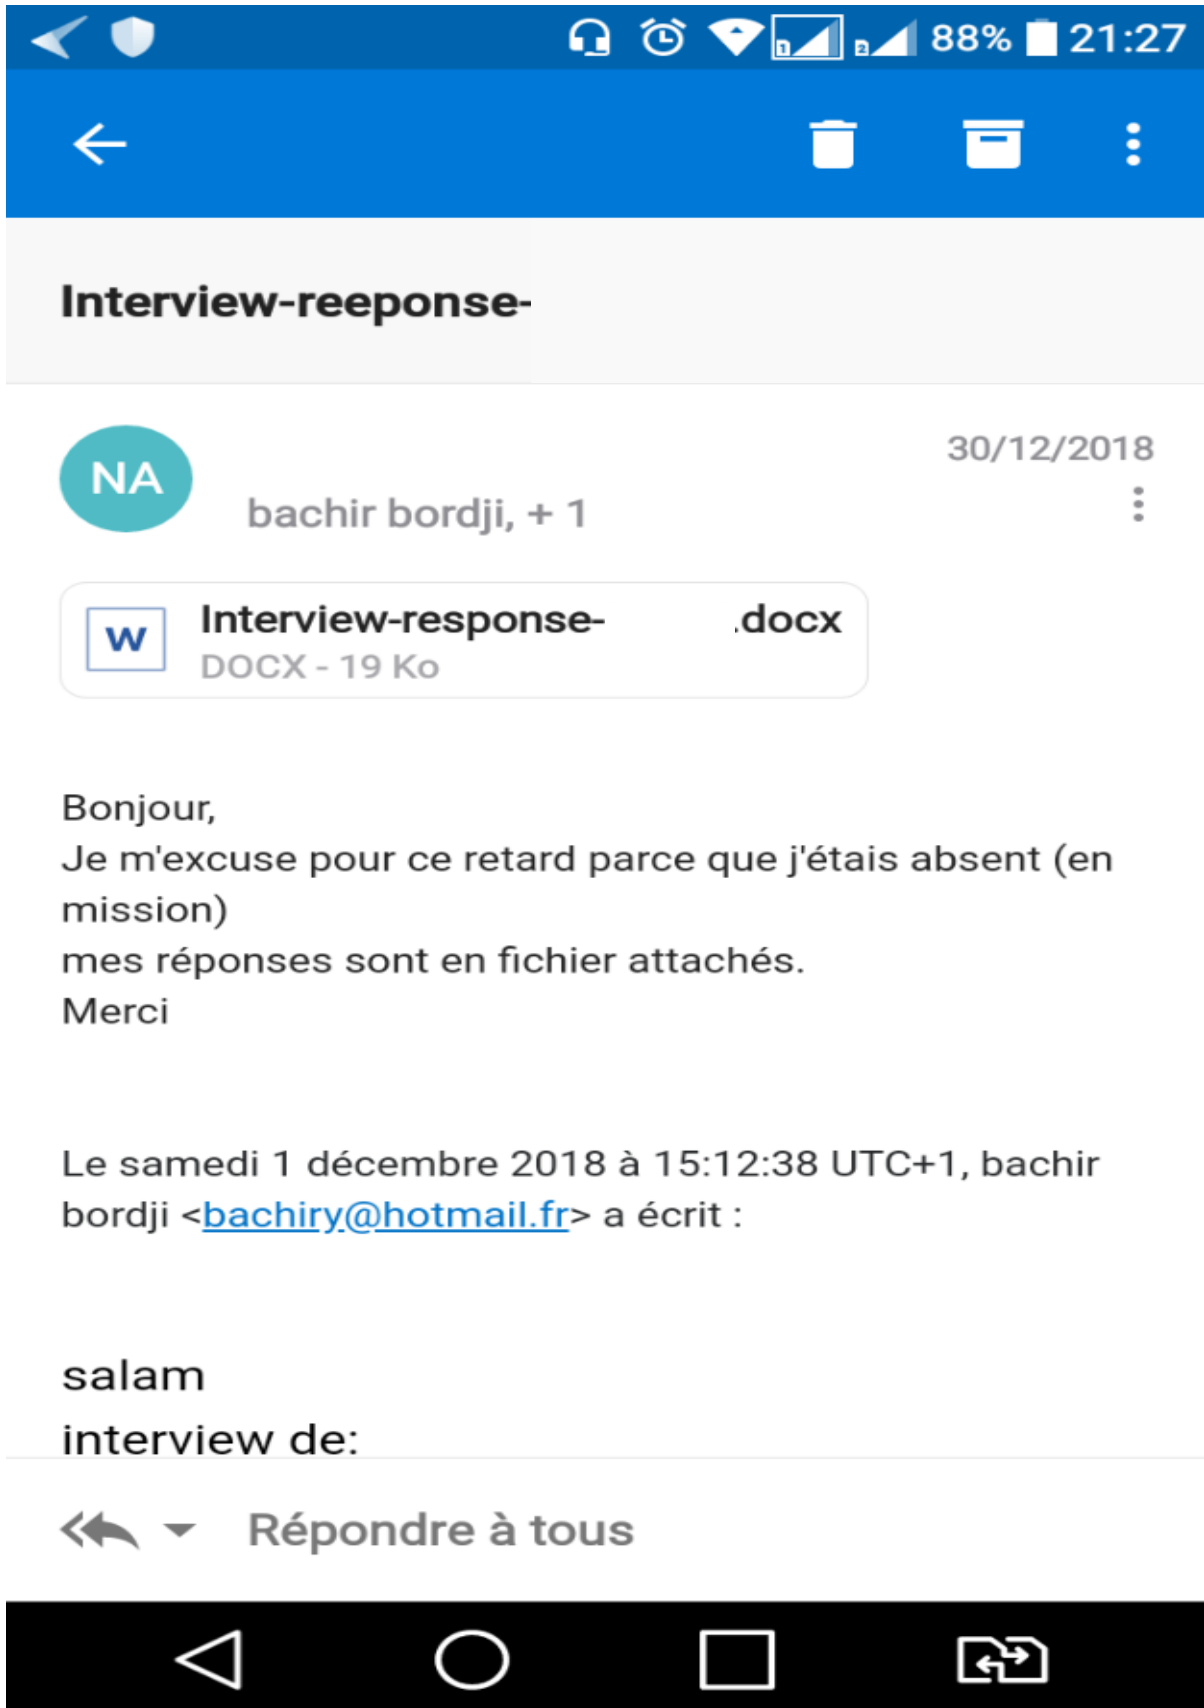 88% 21:27
Interview-reeponse-
NA
30/12/2018
bachir bordji, + 1
W
Interview-response- .docx
DOCX - 19 Ko
Bonjour,
Je m'excuse pour ce retard parce que j'étais absent (en
mission)
mes réponses sont en fichier attachés.
Merci
Le samedi 1 décembre 2018 à 15:12:38 UTC+1, bachir
bordji <bachiry@hotmail.fr> a écrit :
salam
interview de:
Répondre à tous